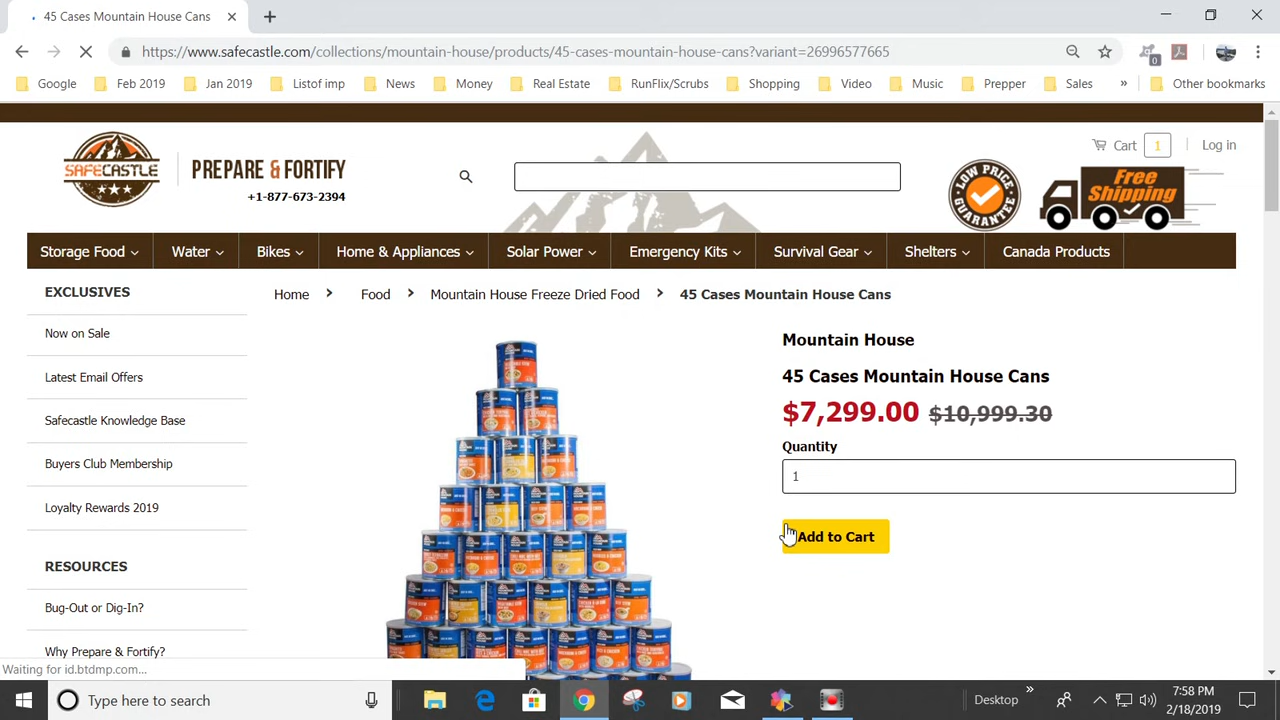 45 Cases Mountain House Cans
https://www.safecastle.com/collections/mountain-house/products/45-cases-mountain-house-cans?variant=26996577665
0
Google Feb 2019 Jan 2019 Listof imp News Money Real Estate RunFlix/Scrubs Shopping Video Music Prepper Sales » Other bookmarks
SAFECASTLE
PREPARE & FORTIFY
+1-877-673-2394
LOW PRICE
GUARANTEE
Free
Shipping
Cart 1 Log in
Storage Food Water Bikes Home & Appliances Solar Power Emergency Kits Survival Gear Shelters Canada Products
EXCLUSIVES
Now on Sale
Latest Email Offers
Safecastle Knowledge Base
Buyers Club Membership
Loyalty Rewards 2019
RESOURCES
Bug-Out or Dig-In?
Why Prepare & Fortify?
Home > Food > Mountain House Freeze Dried Food > 45 Cases Mountain House Cans
Mountain House
45 Cases Mountain House Cans
$7,299.00 $10,999.30
Quantity
1
Add to Cart
Waiting for id.btdmp.com...
Type here to search
Desktop »
7:58 PM
2/18/2019